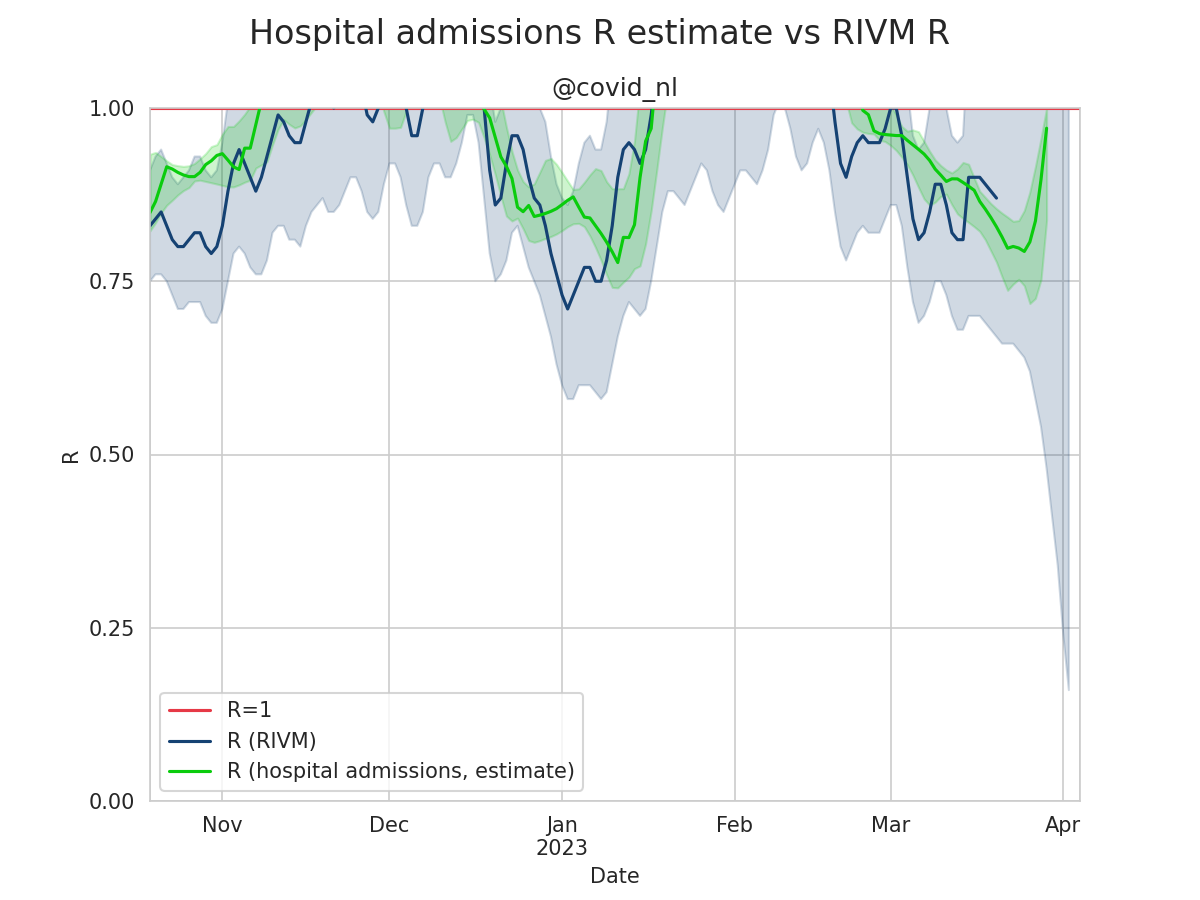 Hospital admissions R estimate vs RIVM R
@covid_nl
1.00
0.75
0.50
0.25
0.00
R
R=1
R (RIVM)
R (hospital admissions, estimate)
Nov
Dec
Jan
2023
Feb
Mar
Apr
Date